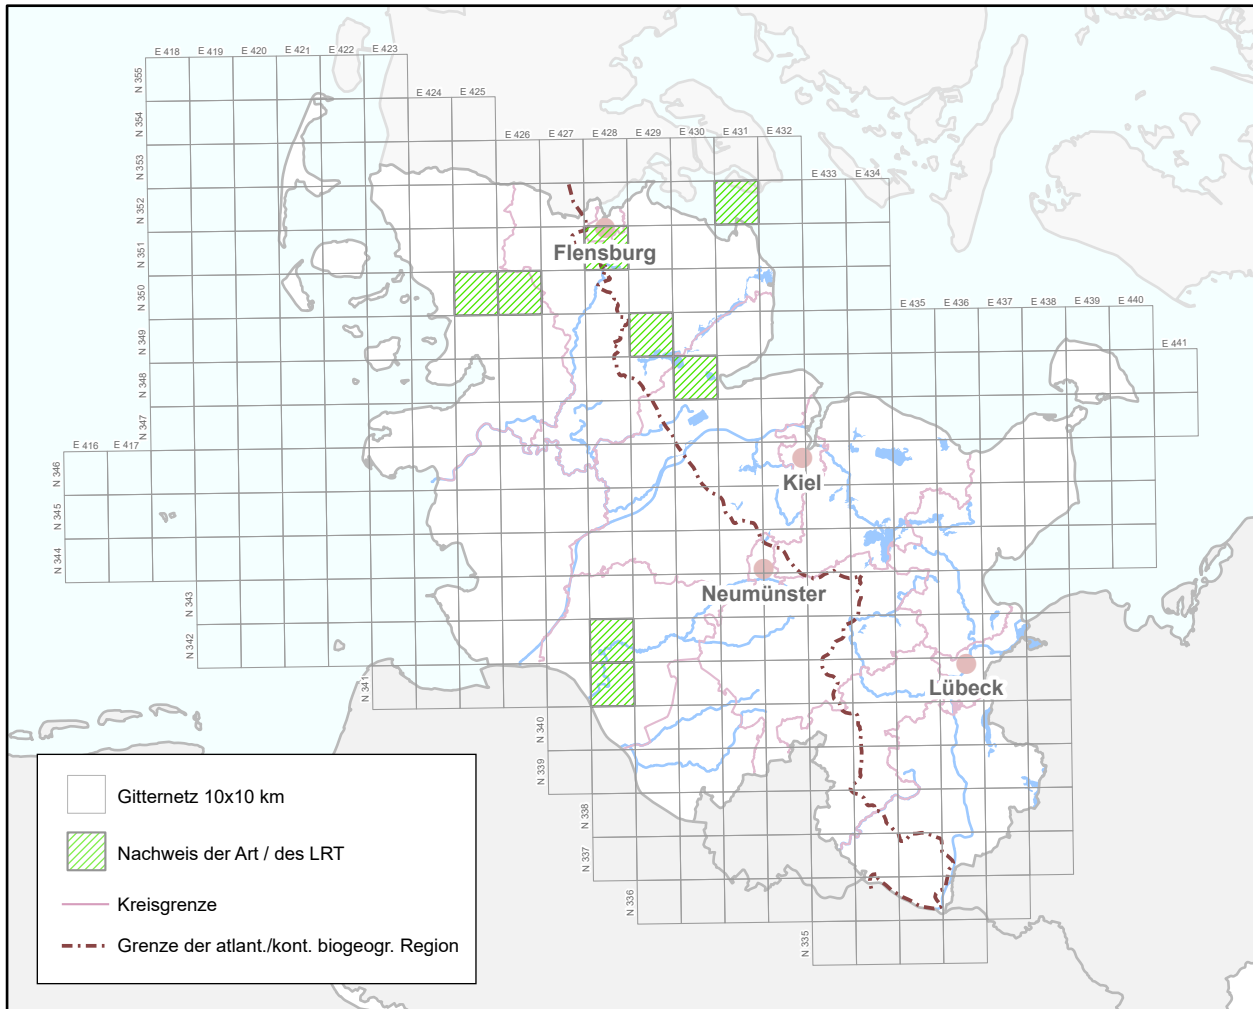 E 418 E 419 E 420 E 421 E 422 E 423
E 424 E 425
E 426 E 427 E 428 E 429 E 430 E 431 E 432
E 433 E 434
E 435 E 436 E 437 E 438 E 439 E 440
E 441
E 416 E 417
N 355
N 354
N 353
N 352
N 351
N 350
N 349
N 348
N 347
N 346
N 345
N 344
N 343
N 342
N 341
N 340
N 339
N 338
N 337
N 336
N 335
Flensburg
Kiel
Neumünster
Lübeck
Gitternetz 10x10 km
Nachweis der Art / des LRT
Kreisgrenze
Grenze der atlant./kont. biogeogr. Region